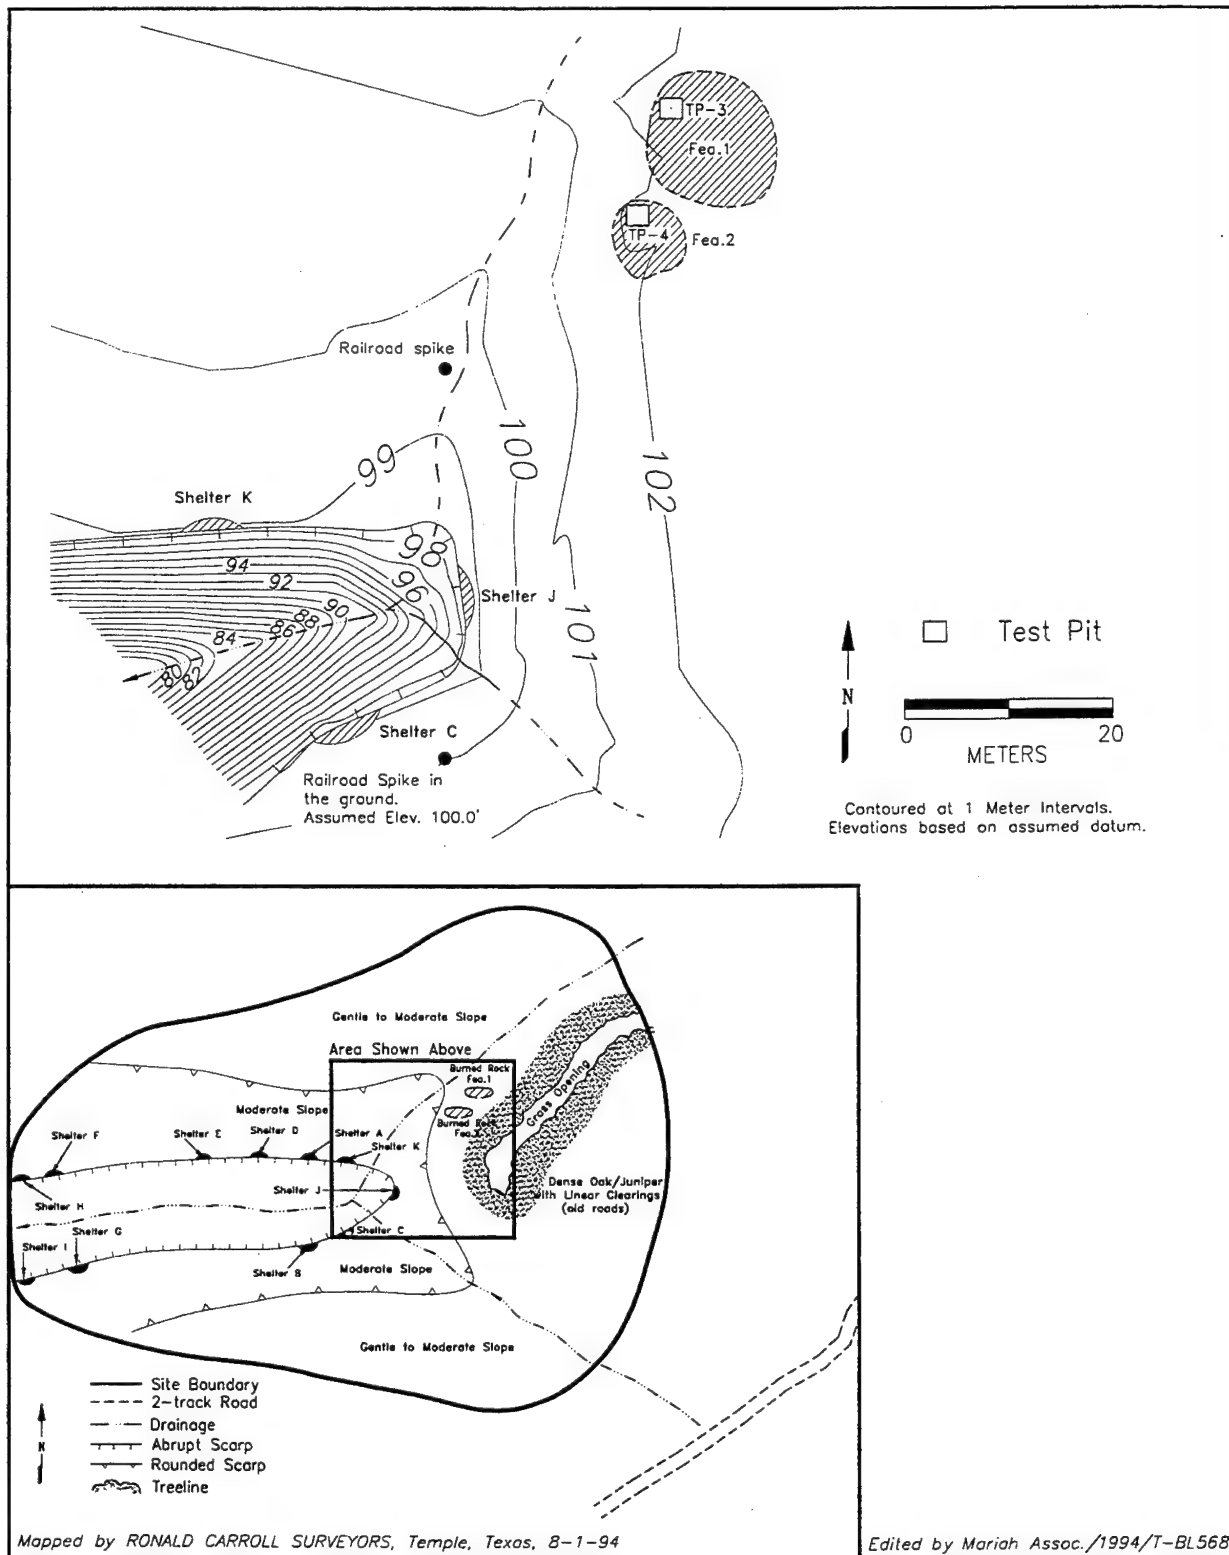 TP-3
Fea.1
TP-4
Fea.2
Railroad spike
99
100
102
Shelter K
98
94
96
92
Shelter J
90
88
86
84
101
80
82
Shelter C
Railroad Spike in
the ground.
Assumed Elev. 100.0'
Test Pit
N
0 20
METERS
Contoured at 1 Meter Intervals.
Elevations based on assumed datum.
Gentle to Moderate Slope
Area Shown Above
Burned Rock
Fea.1
Grass Opening
Moderate Slope
Burned Rock
Shelter F
Shelter E
Shelter D
Shelter A
Shelter K
Shelter J
Dense Oak/Juniper
with Linear Clearings
(old roads)
Shelter H
Shelter G
Shelter I
Shelter C
Shelter B
Moderate Slope
Gentle to Moderate Slope
Site Boundary
2-track Road
Drainage
N
Abrupt Scarp
Rounded Scarp
Treeline
Mapped by RONALD CARROLL SURVEYORS, Temple, Texas, 8-1-94
Edited by Mariah Assoc./1994/T-BL568